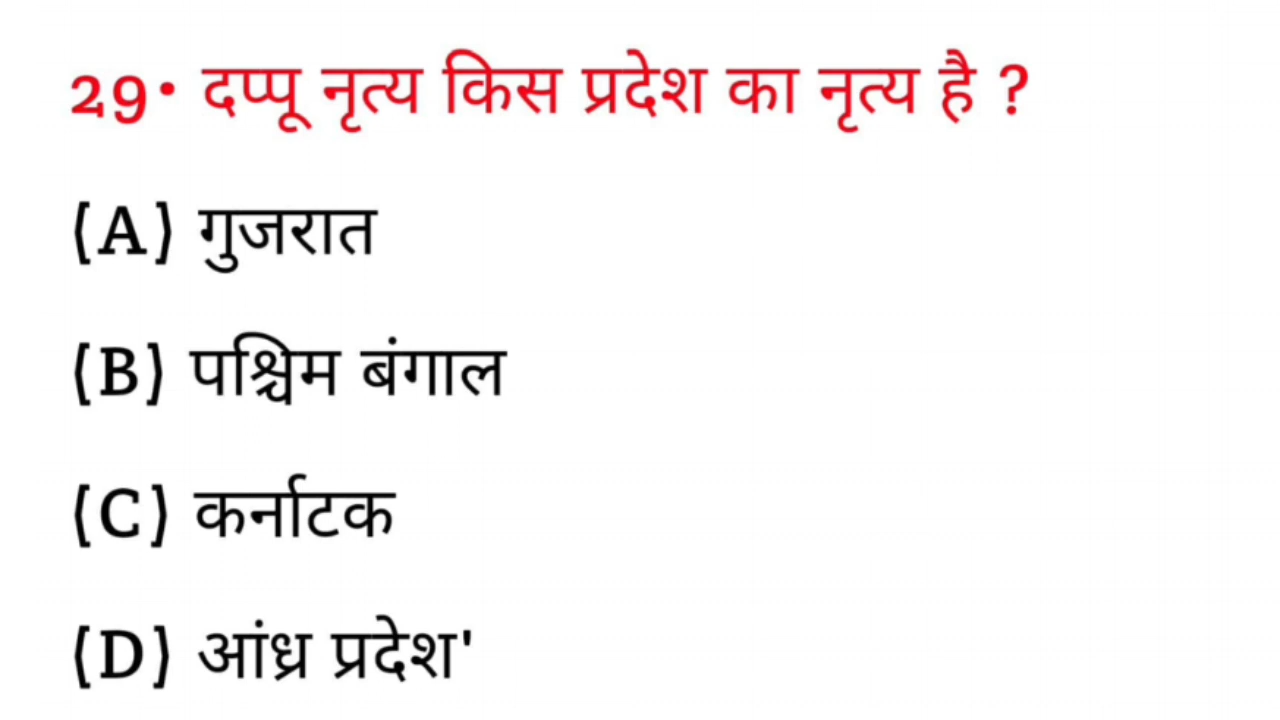 29• दप्पू नृत्य किस प्रदेश का नृत्य है ?
(A) गुजरात
(B) पश्चिम बंगाल
(C) कर्नाटक
(D) आंध्र प्रदेश'